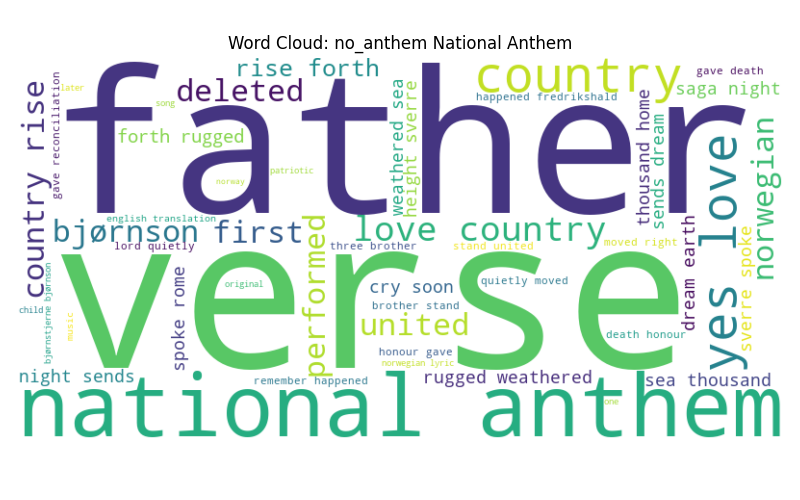 Word Cloud: no_anthem National Anthem
father
verse
national anthem
country
rise forth
deleted
gave death
saga night
later
song
happened fredrikshald
forth rugged
patriotic
norway
country rise
gave reconciliation
weathered sea
height sverre
thousand home
sends dream
norwegian
yes love
english translation
bjørnson
first
love country
lord quietly
three brother
stand united
moved right
performed
dream earth
sverre spoke
spoke rome
original
cry soon
quietly moved
brother stand
united
child
bjørnstjerne bjørnson
music
death honour
honour gave
norwegian lyric
night sends
remember happened
rugged weathered
sea thousand
one